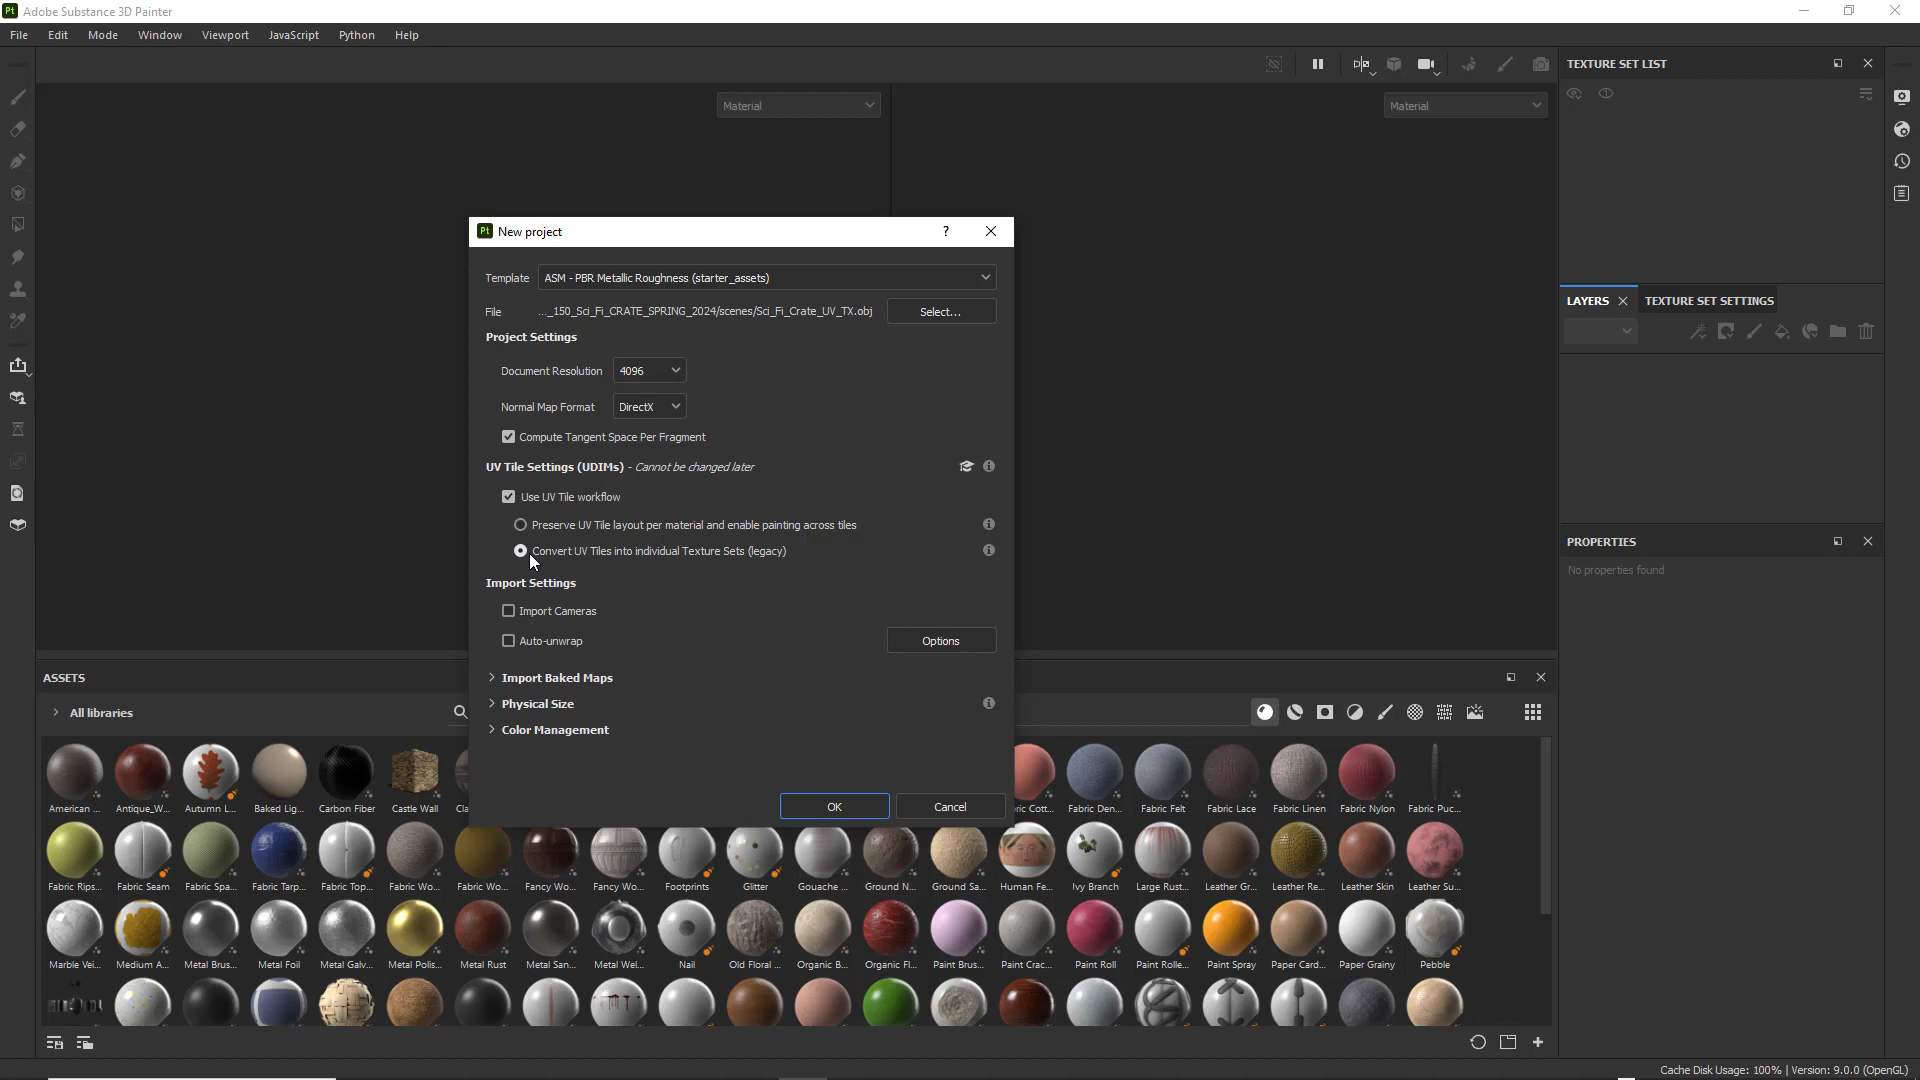 Pt Adobe Substance 3D Painter
File Edit Mode Window Viewport JavaScript Python Help
Material
Material
TEXTURE SET LIST
LAYERS TEXTURE SET SETTINGS
PROPERTIES
No properties found
Pt New project ?
Template ASM - PBR Metallic Roughness (starter_assets)
File ..._150_Sci_Fi_CRATE_SPRING_2024/scenes/Sci_Fi_Crate_UV_TX.obj Select...
Project Settings
Document Resolution 4096
Normal Map Format DirectX
Compute Tangent Space Per Fragment
UV Tile Settings (UDIMs) - Cannot be changed later
Use UV Tile workflow
Preserve UV Tile layout per material and enable painting across tiles
Convert UV Tiles into individual Texture Sets (legacy)
Import Settings
Import Cameras
Auto-unwrap Options
Import Baked Maps
Physical Size
Color Management
OK Cancel
ASSETS
All libraries
American ... Antique_W... Autumn L... Baked Lig... Carbon Fiber Castle Wall Fabric Den... Fabric Felt Fabric Lace Fabric Linen Fabric Nylon Fabric Puc...
Fabric Rips... Fabric Seam Fabric Spa... Fabric Tarp... Fabric Top... Fabric Wo... Fabric Wo... Fancy Wo... Fancy Wo... Footprints Glitter Gouache ... Ground N... Ground Sa... Human Fe... Ivy Branch Large Rust... Leather Gr... Leather Re... Leather Skin Leather Su...
Marble Vei... Medium A... Metal Brus... Metal Foil Metal Galv... Metal Polis... Metal Rust Metal San... Metal Wel... Nail Old Floral ... Organic B... Organic Fl... Paint Brus... Paint Crac... Paint Roll Paint Rolle... Paint Spray Paper Card... Paper Grainy Pebble
Cache Disk Usage: 100% | Version: 9.0.0 (OpenGL)